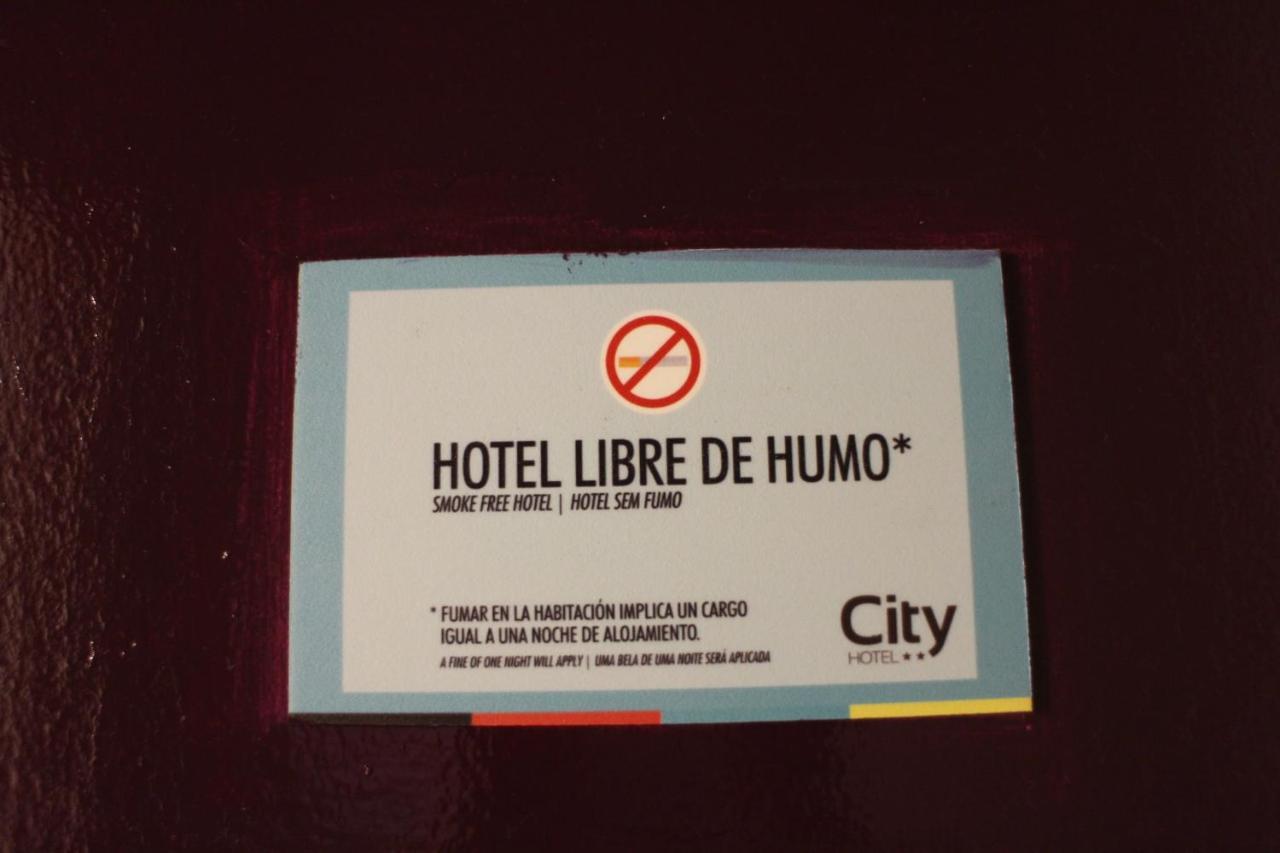 HOTEL LIBRE DE HUMO*
SMOKE FREE HOTEL | HOTEL SEM FUMO
* FUMAR EN LA HABITACIÓN IMPLICA UN CARGO
IGUAL A UNA NOCHE DE ALOJAMIENTO.
A FINE OF ONE NIGHT WILL APPLY | UMA BELA DE UMA NOITE SERÁ APLICADA
City
HOTEL ★★